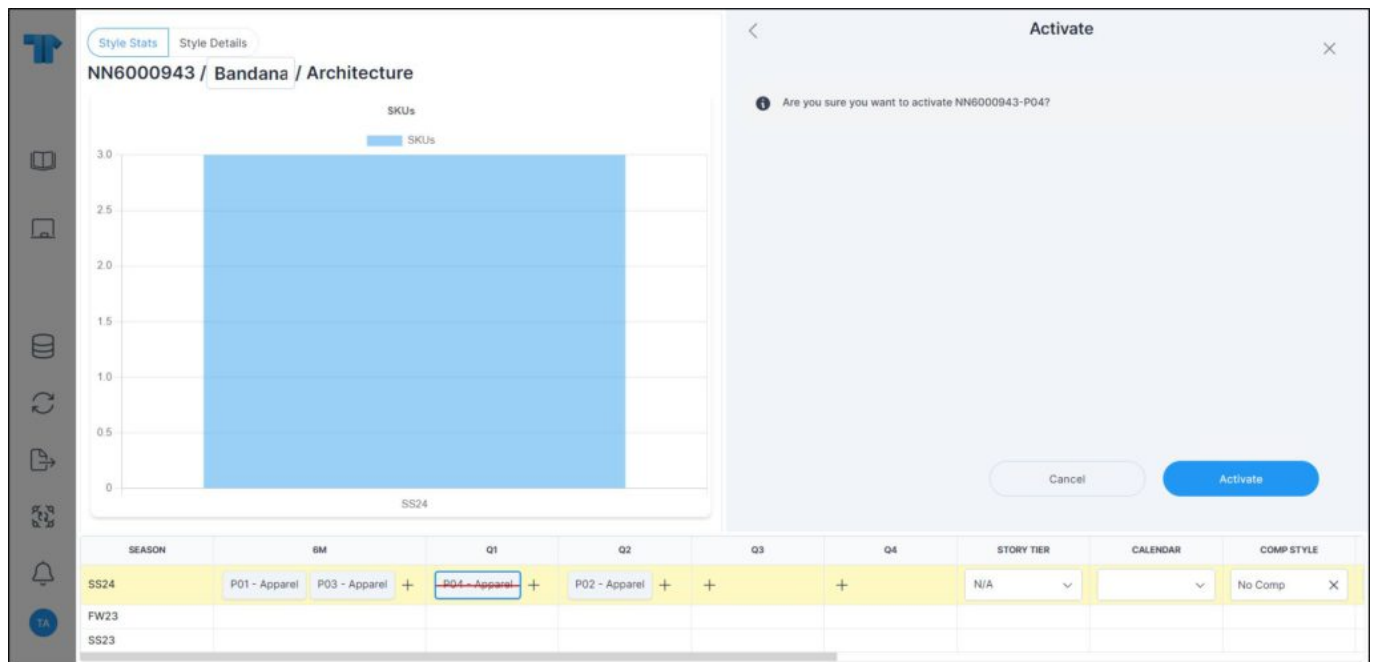 Style Stats Style Details
NN6000943 / Bandana / Architecture
SKUs
SKUs
3.0
2.5
2.0
1.5
1.0
0.5
0
SS24
Activate
Are you sure you want to activate NN6000943-P04?
Cancel Activate
SEASON 6M Q1 Q2 Q3 Q4 STORY TIER CALENDAR COMP STYLE
SS24 P01 - Apparel P03 - Apparel + P04 - Apparel + P02 - Apparel + + + N/A No Comp
FW23
SS23
TA